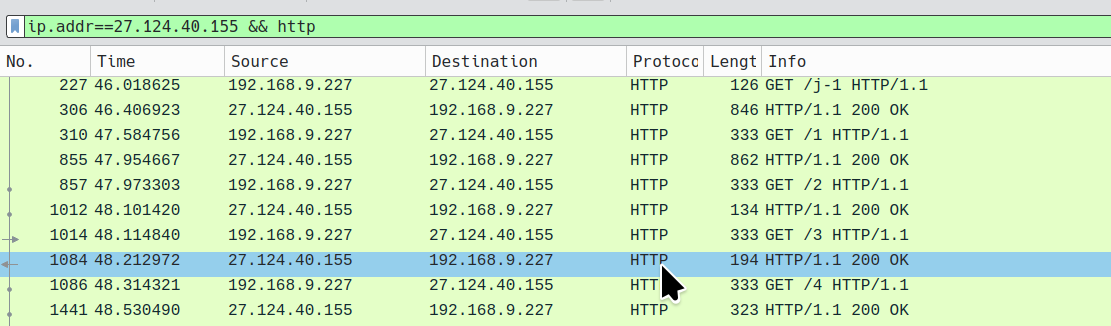 ip.addr==27.124.40.155 && http
No. Time Source Destination Protoco Lengt Info
227 46.018625 192.168.9.227 27.124.40.155 HTTP 126 GET /j-1 HTTP/1.1
306 46.406923 27.124.40.155 192.168.9.227 HTTP 846 HTTP/1.1 200 OK
310 47.584756 192.168.9.227 27.124.40.155 HTTP 333 GET /1 HTTP/1.1
855 47.954667 27.124.40.155 192.168.9.227 HTTP 862 HTTP/1.1 200 OK
857 47.973303 192.168.9.227 27.124.40.155 HTTP 333 GET /2 HTTP/1.1
1012 48.101420 27.124.40.155 192.168.9.227 HTTP 134 HTTP/1.1 200 OK
1014 48.114840 192.168.9.227 27.124.40.155 HTTP 333 GET /3 HTTP/1.1
1084 48.212972 27.124.40.155 192.168.9.227 HTTP 194 HTTP/1.1 200 OK
1086 48.314321 192.168.9.227 27.124.40.155 HTTP 333 GET /4 HTTP/1.1
1441 48.530490 27.124.40.155 192.168.9.227 HTTP 323 HTTP/1.1 200 OK